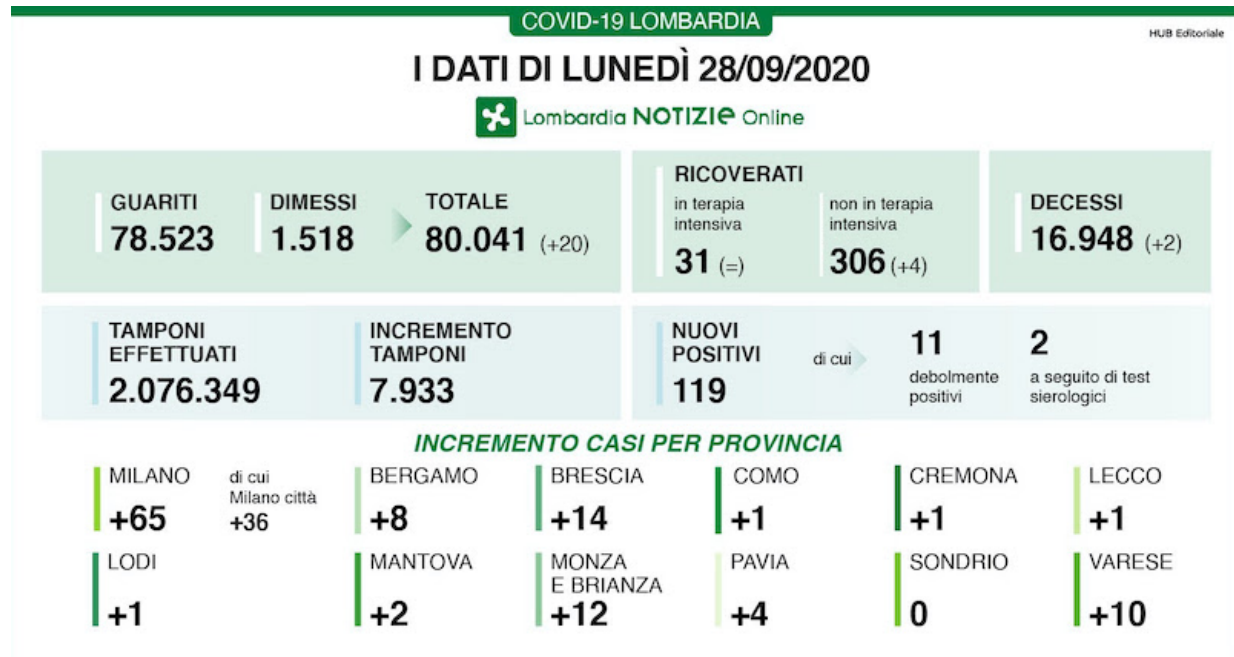 COVID-19 LOMBARDIA
HUB Editoriale
I DATI DI LUNEDÌ 28/09/2020
Lombardia NOTIZIE Online
GUARITI
78.523
DIMESSI
1.518
TOTALE
80.041 (+20)
RICOVERATI
in terapia
intensiva
31 (=)
non in terapia
intensiva
306 (+4)
DECESSI
16.948 (+2)
TAMPONI
EFFETTUATI
2.076.349
INCREMENTO
TAMPONI
7.933
NUOVI
POSITIVI
119
di cui
11
debolmente
positivi
2
a seguito di test
sierologici
INCREMENTO CASI PER PROVINCIA
MILANO
+65
di cui
Milano città
+36
BERGAMO
+8
BRESCIA
+14
COMO
+1
CREMONA
+1
LECCO
+1
LODI
+1
MANTOVA
+2
MONZA
E BRIANZA
+12
PAVIA
+4
SONDRIO
0
VARESE
+10